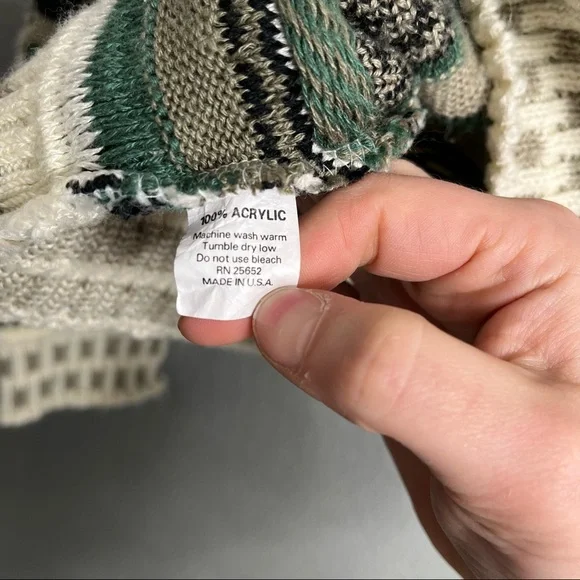 100% ACRYLIC
Machine wash warm
Tumble dry low
Do not use bleach
RN 25652
MADE IN U.S.A.